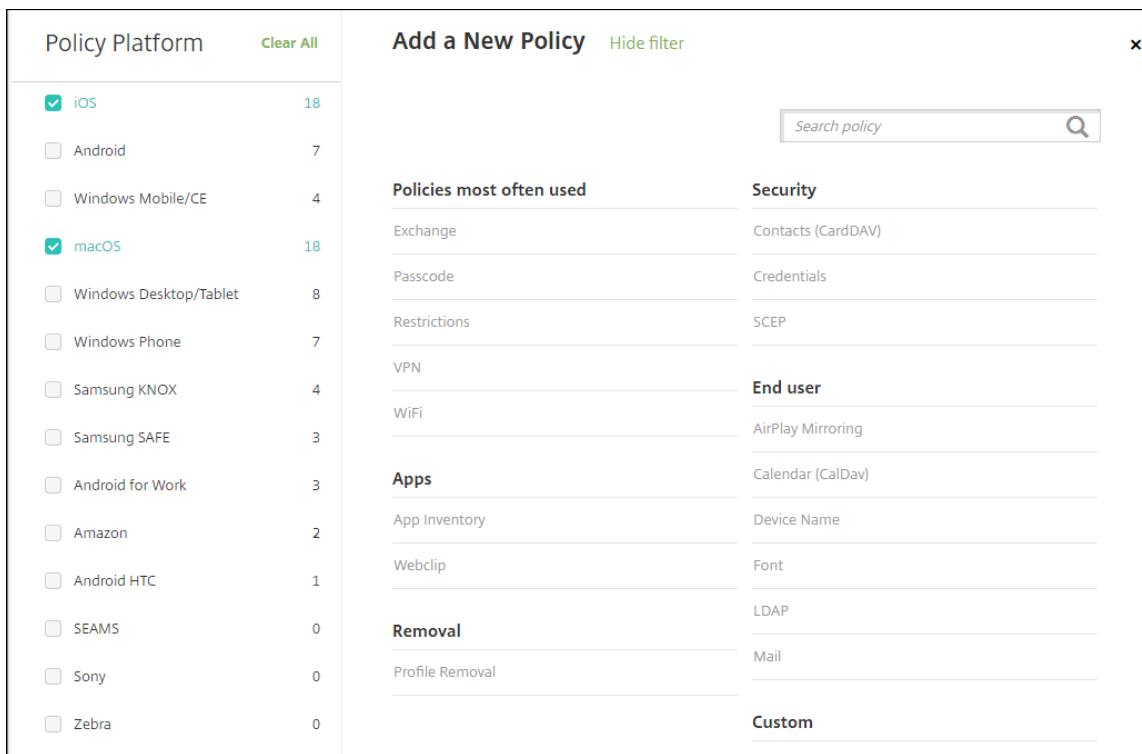 Policy Platform
Clear All
iOS 18
Android 7
Windows Mobile/CE 4
macOS 18
Windows Desktop/Tablet 8
Windows Phone 7
Samsung KNOX 4
Samsung SAFE 3
Android for Work 3
Amazon 2
Android HTC 1
SEAMS 0
Sony 0
Zebra 0
Add a New Policy
Hide filter
×
Search policy
Policies most often used
Exchange
Passcode
Restrictions
VPN
WiFi
Apps
App Inventory
Webclip
Removal
Profile Removal
Security
Contacts (CardDAV)
Credentials
SCEP
End user
AirPlay Mirroring
Calendar (CalDav)
Device Name
Font
LDAP
Mail
Custom